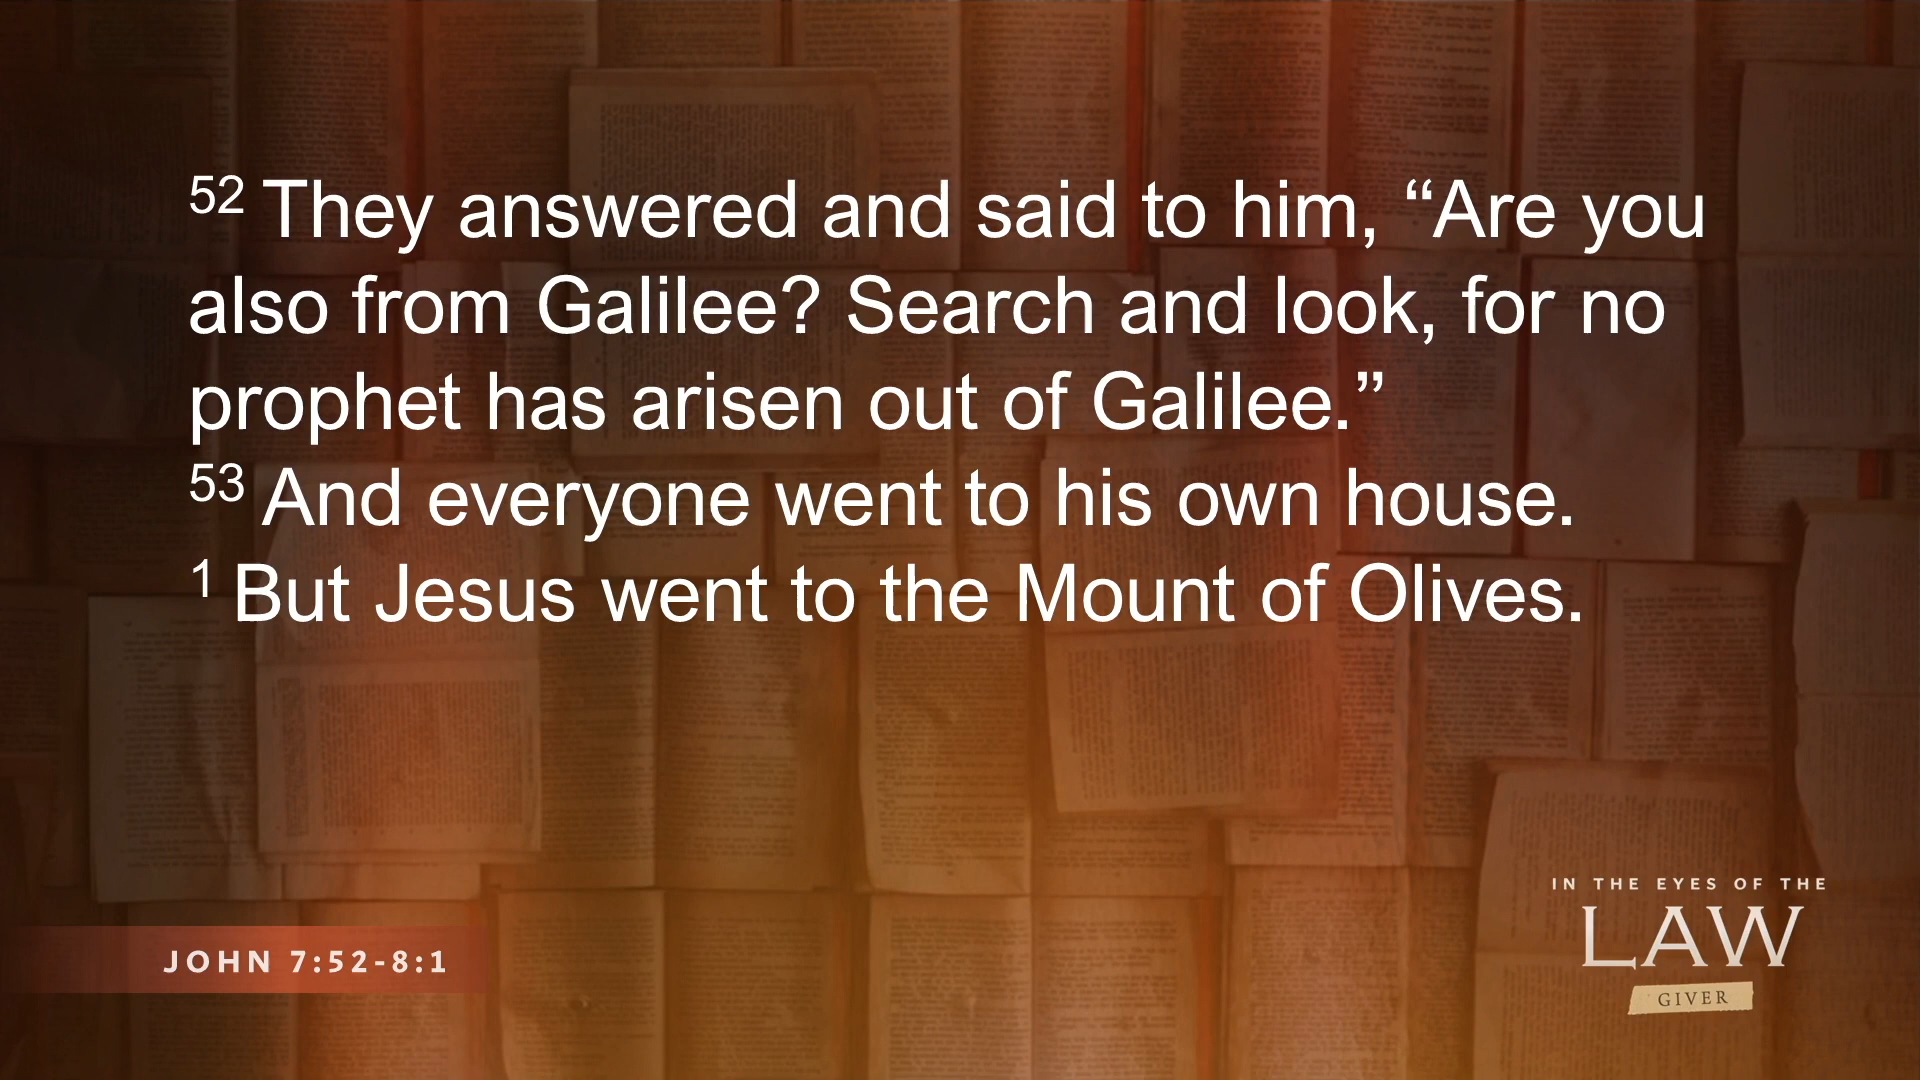 52 They answered and said to him, “Are you
also from Galilee? Search and look, for no
prophet has arisen out of Galilee.”
53 And everyone went to his own house.
1 But Jesus went to the Mount of Olives.
IN THE EYES OF THE
LAW
GIVER
JOHN 7:52-8:1